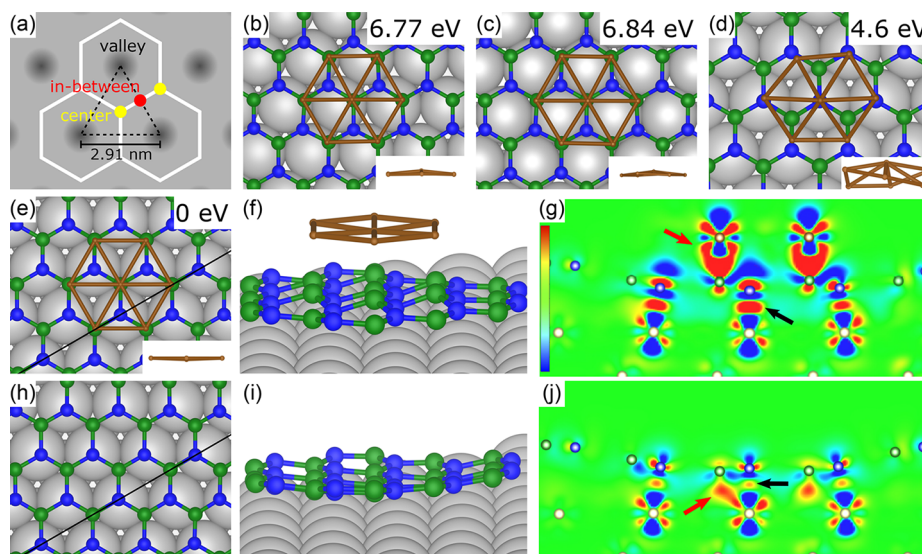 (a)
valley
in-between
center
2.91 nm
(b)
6.77 eV
(c)
6.84 eV
(d)
4.6 eV
(e)
0 eV
(f)
(g)
(h)
(i)
(j)